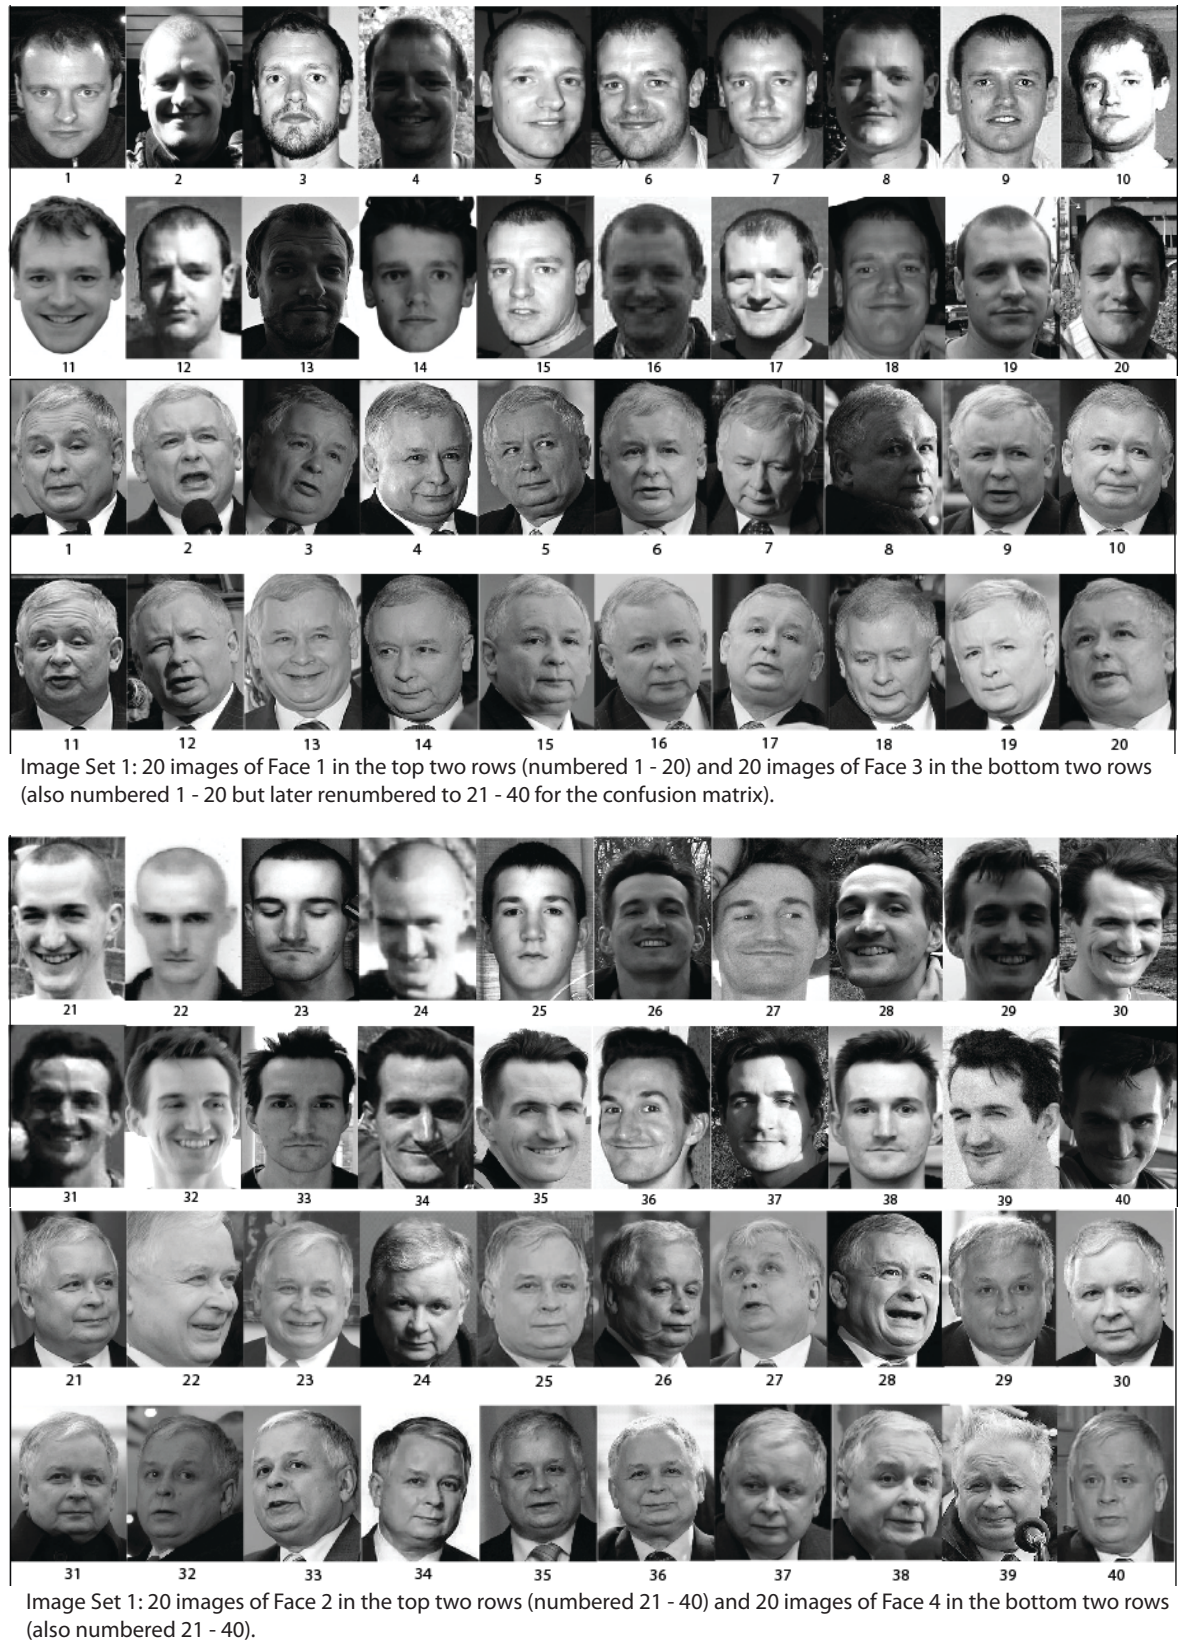 1 2 3 4 5 6 7 8 9 10
11 12 13 14 15 16 17 18 19 20
1 2 3 4 5 6 7 8 9 10
11 12 13 14 15 16 17 18 19 20
Image Set 1: 20 images of Face 1 in the top two rows (numbered 1 - 20) and 20 images of Face 3 in the bottom two rows
(also numbered 1 - 20 but later renumbered to 21 - 40 for the confusion matrix).
21 22 23 24 25 26 27 28 29 30
31 32 33 34 35 36 37 38 39 40
21 22 23 24 25 26 27 28 29 30
31 32 33 34 35 36 37 38 39 40
Image Set 1: 20 images of Face 2 in the top two rows (numbered 21 - 40) and 20 images of Face 4 in the bottom two rows
(also numbered 21 - 40).